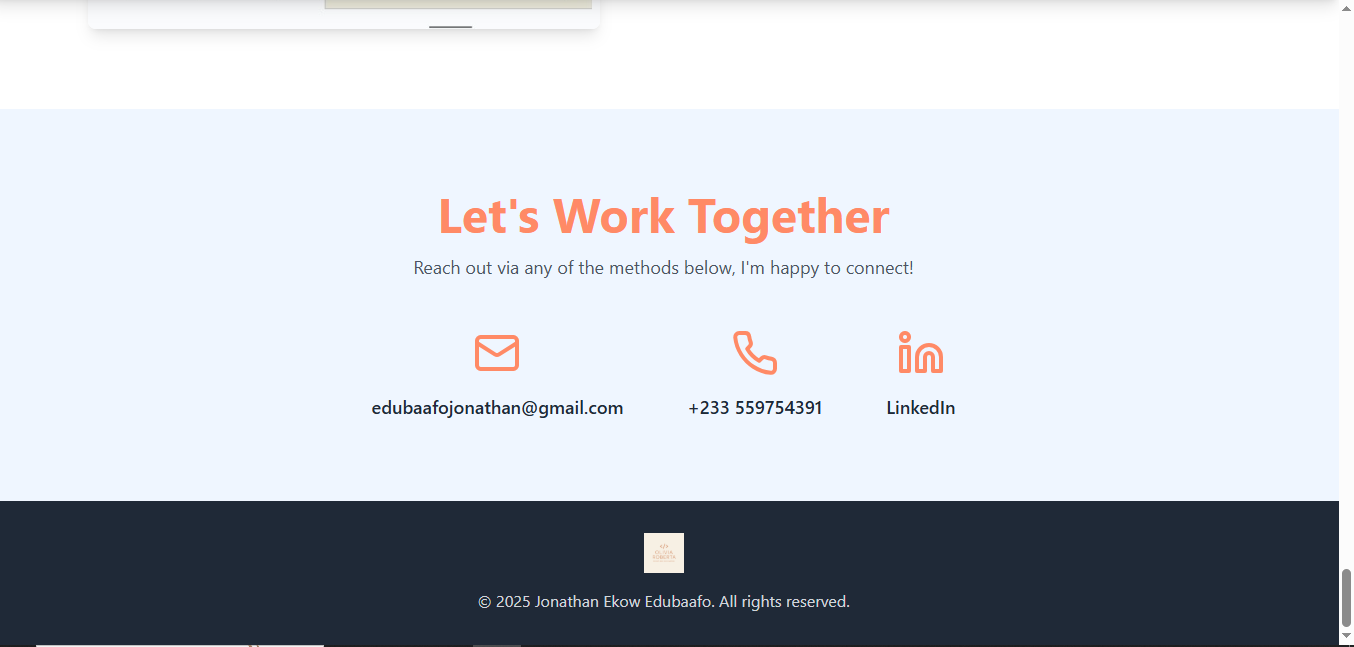 Let's Work Together
Reach out via any of the methods below, I'm happy to connect!
edubaafojonathan@gmail.com
+233 559754391
LinkedIn
© 2025 Jonathan Ekow Edubaafo. All rights reserved.